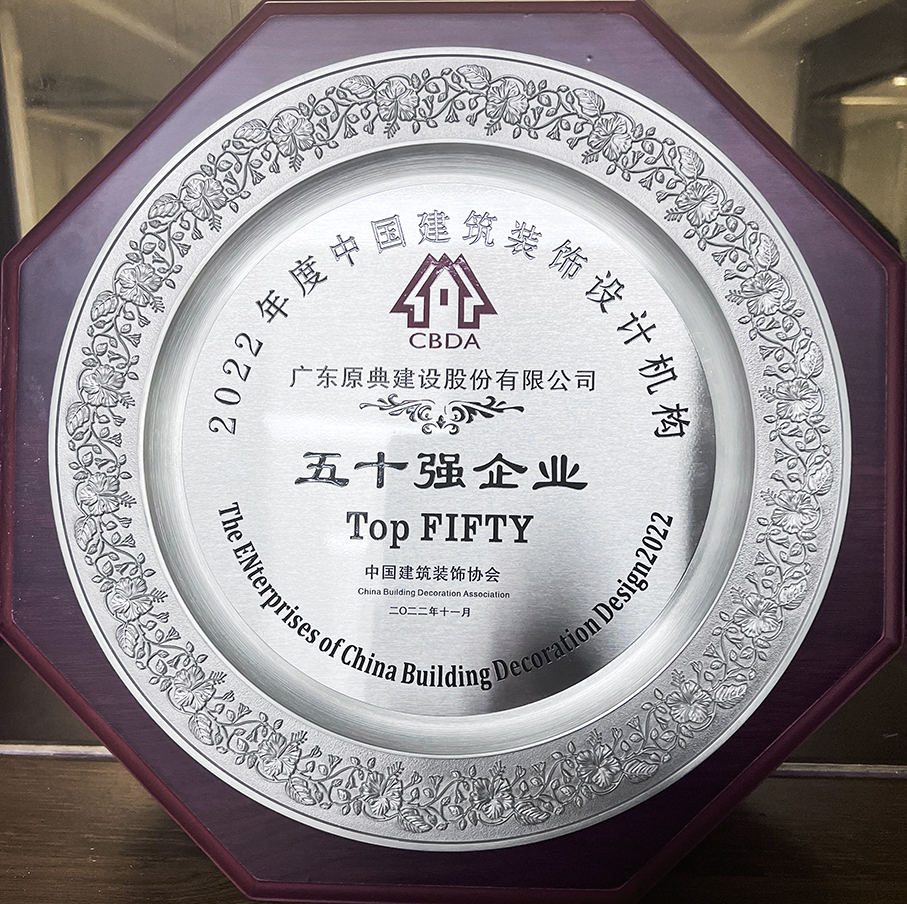 2022年度中国建筑装饰设计机构
CBDA
广东原典建设股份有限公司
五十强企业
Top FIFTY
中国建筑装饰协会
China Building Decoration Association
二〇二二年十一月
The ENterprises of China Building Decoration Design2022